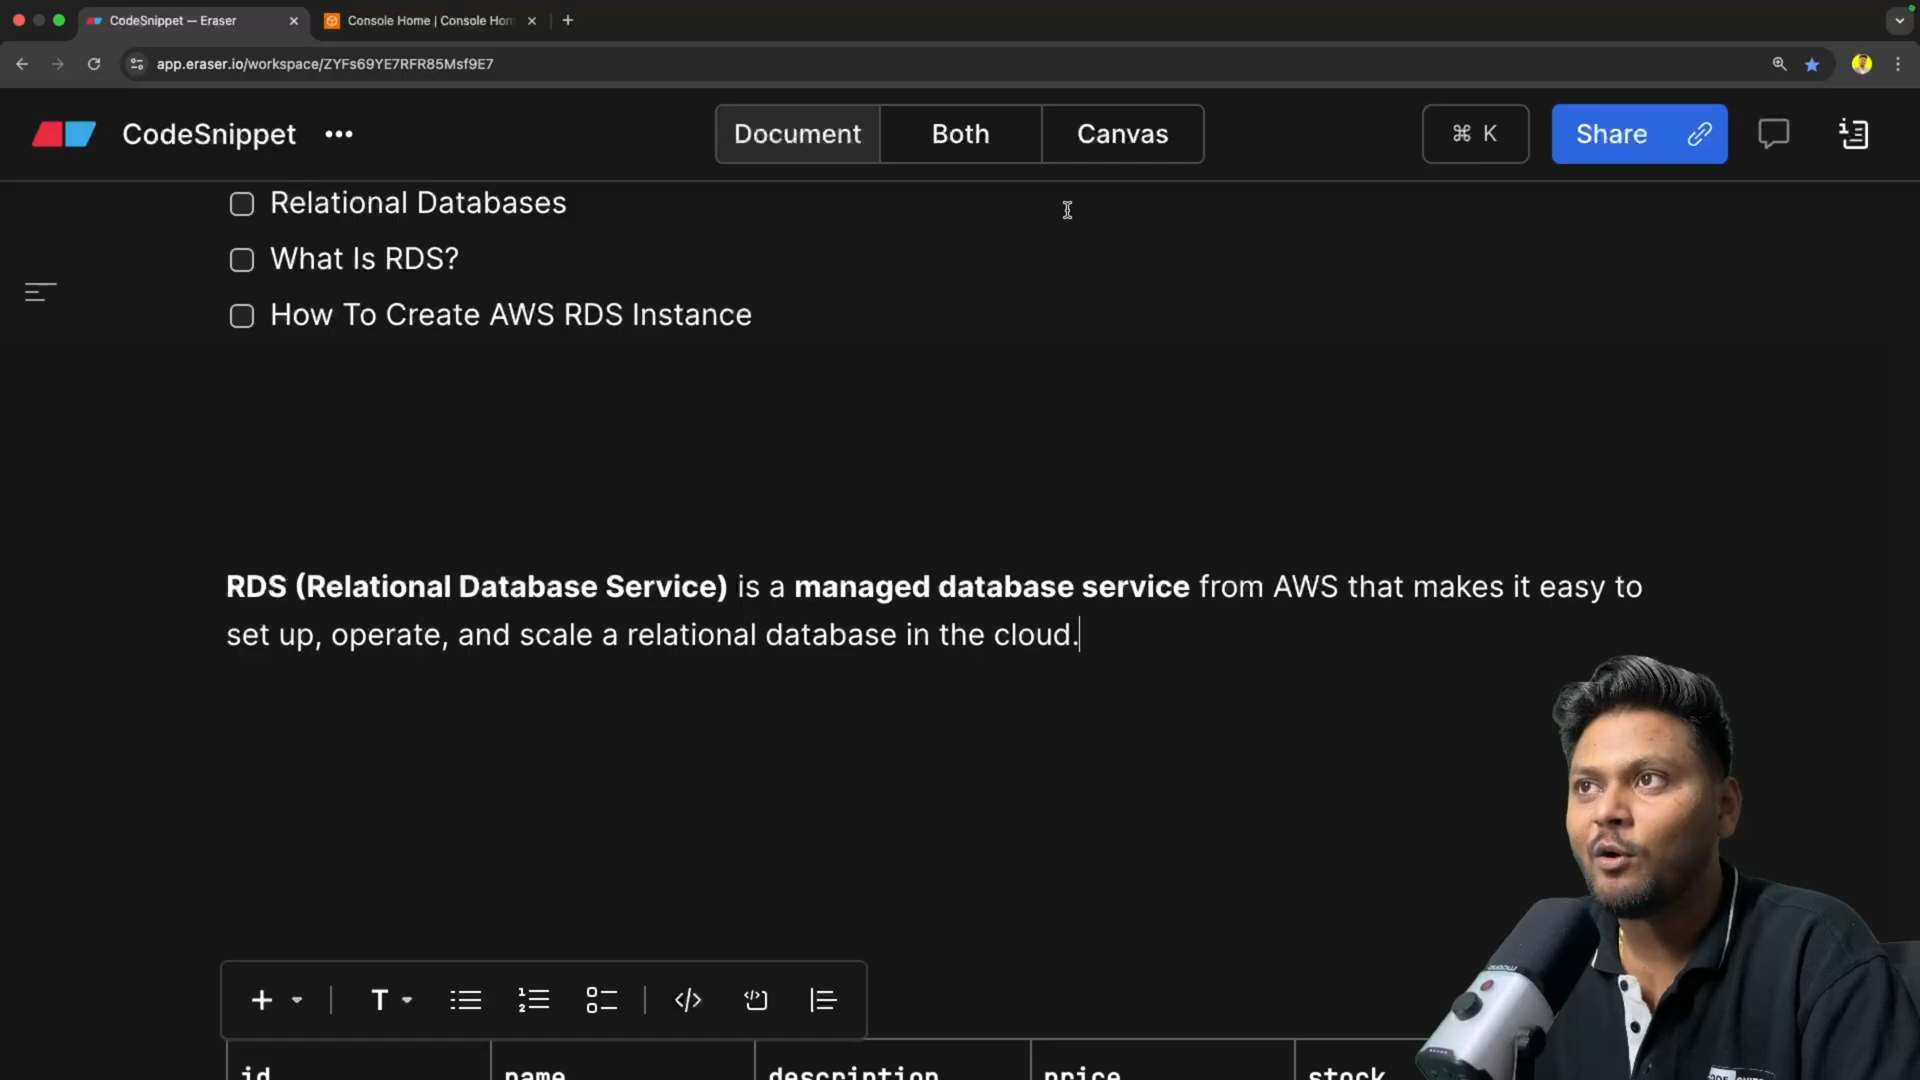 CodeSnippet — Eraser
Console Home | Console Hom
app.eraser.io/workspace/ZYFs69YE7RFR85Msf9E7
CodeSnippet
Document
Both
Canvas
⌘ K
Share
Relational Databases
What Is RDS?
How To Create AWS RDS Instance
RDS (Relational Database Service) is a managed database service from AWS that makes it easy to
set up, operate, and scale a relational database in the cloud.
id
name
description
price
stock